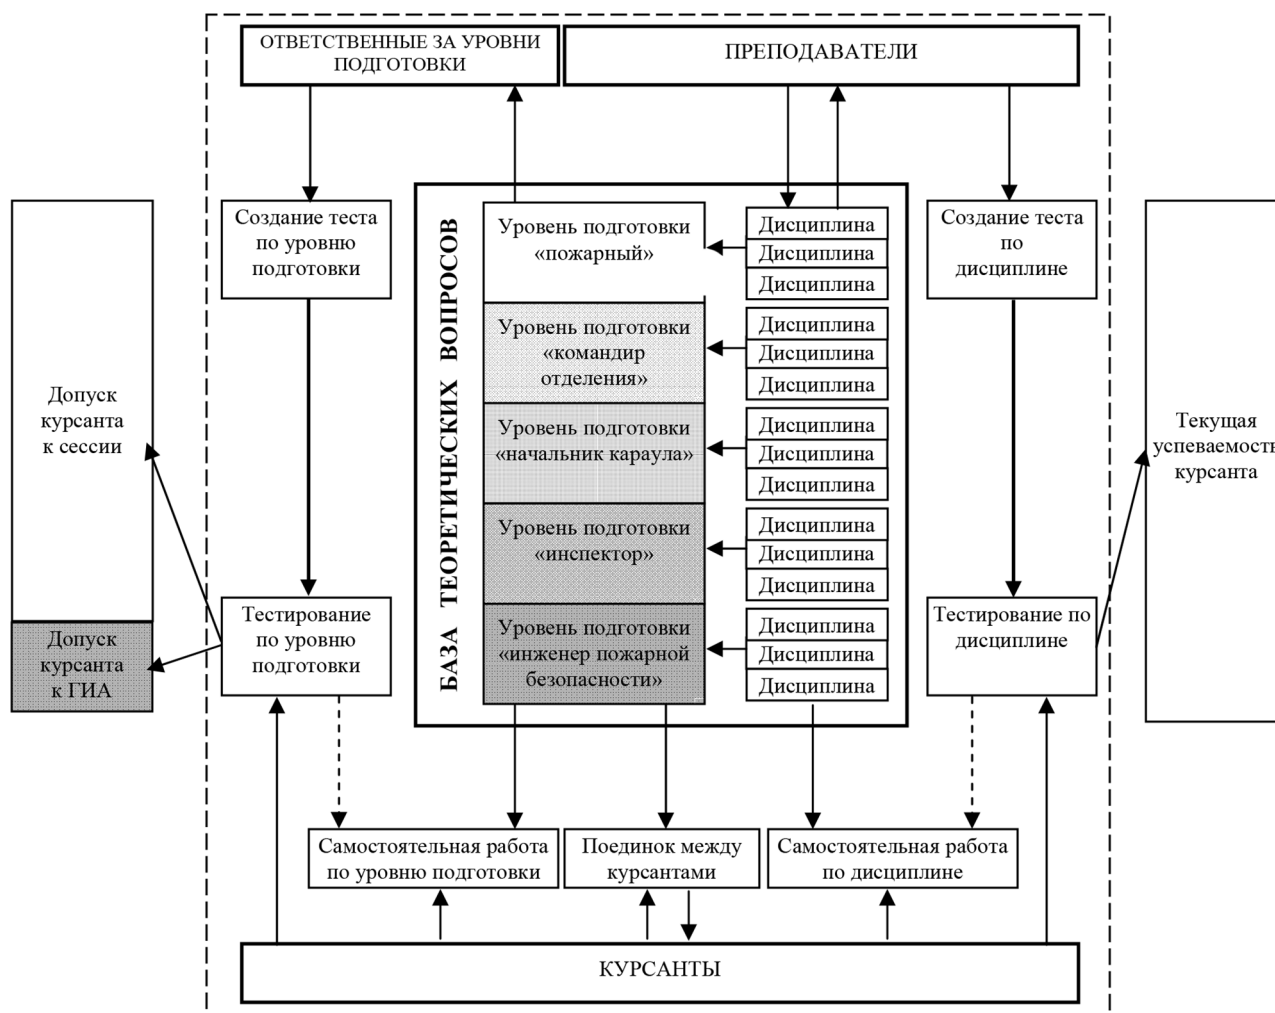 ОТВЕТСТВЕННЫЕ ЗА УРОВНИ
ПОДГОТОВКИ
ПРЕПОДАВАТЕЛИ
Создание теста
по уровню
подготовки
БАЗА ТЕОРЕТИЧЕСКИХ ВОПРОСОВ
Уровень подготовки
«пожарный»
Дисциплина
Дисциплина
Дисциплина
Уровень подготовки
«командир
отделения»
Дисциплина
Дисциплина
Дисциплина
Уровень подготовки
«начальник караула»
Дисциплина
Дисциплина
Дисциплина
Уровень подготовки
«инспектор»
Дисциплина
Дисциплина
Дисциплина
Уровень подготовки
«инженер пожарной
безопасности»
Дисциплина
Дисциплина
Дисциплина
Создание теста
по
дисциплине
Допуск
курсанта
к сессии
Текущая
успеваемость
курсанта
Допуск
курсанта
к ГИА
Тестирование
по уровню
подготовки
Тестирование по
дисциплине
Самостоятельная работа
по уровню подготовки
Поединок между
курсантами
Самостоятельная работа
по дисциплине
КУРСАНТЫ